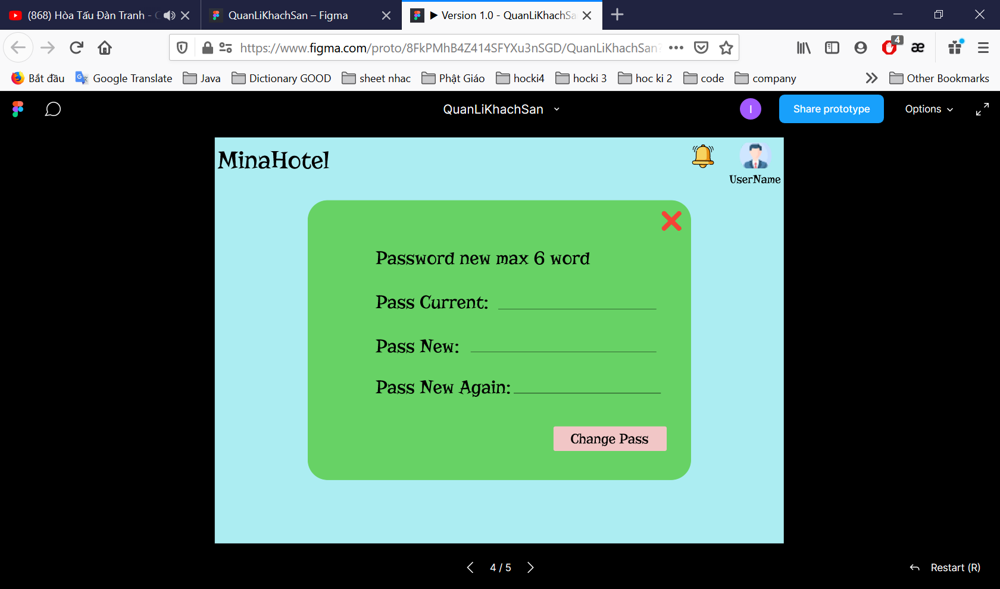 (868) Hòa Tấu Đàn Tranh -
QuanLiKhachSan – Figma
▶ Version 1.0 - QuanLiKhachSa
https://www.figma.com/proto/8FkPMhB4Z414SFYXu3nSGD/QuanLiKhachSan?
4
æ
Bắt đầu
Google Translate
Java
Dictionary GOOD
sheet nhac
Phật Giáo
hocki4
hocki 3
hoc ki 2
code
company
Other Bookmarks
QuanLiKhachSan
I
Share prototype
Options
MinaHotel
UserName
Password new max 6 word
Pass Current:
Pass New:
Pass New Again:
Change Pass
4 / 5
Restart (R)